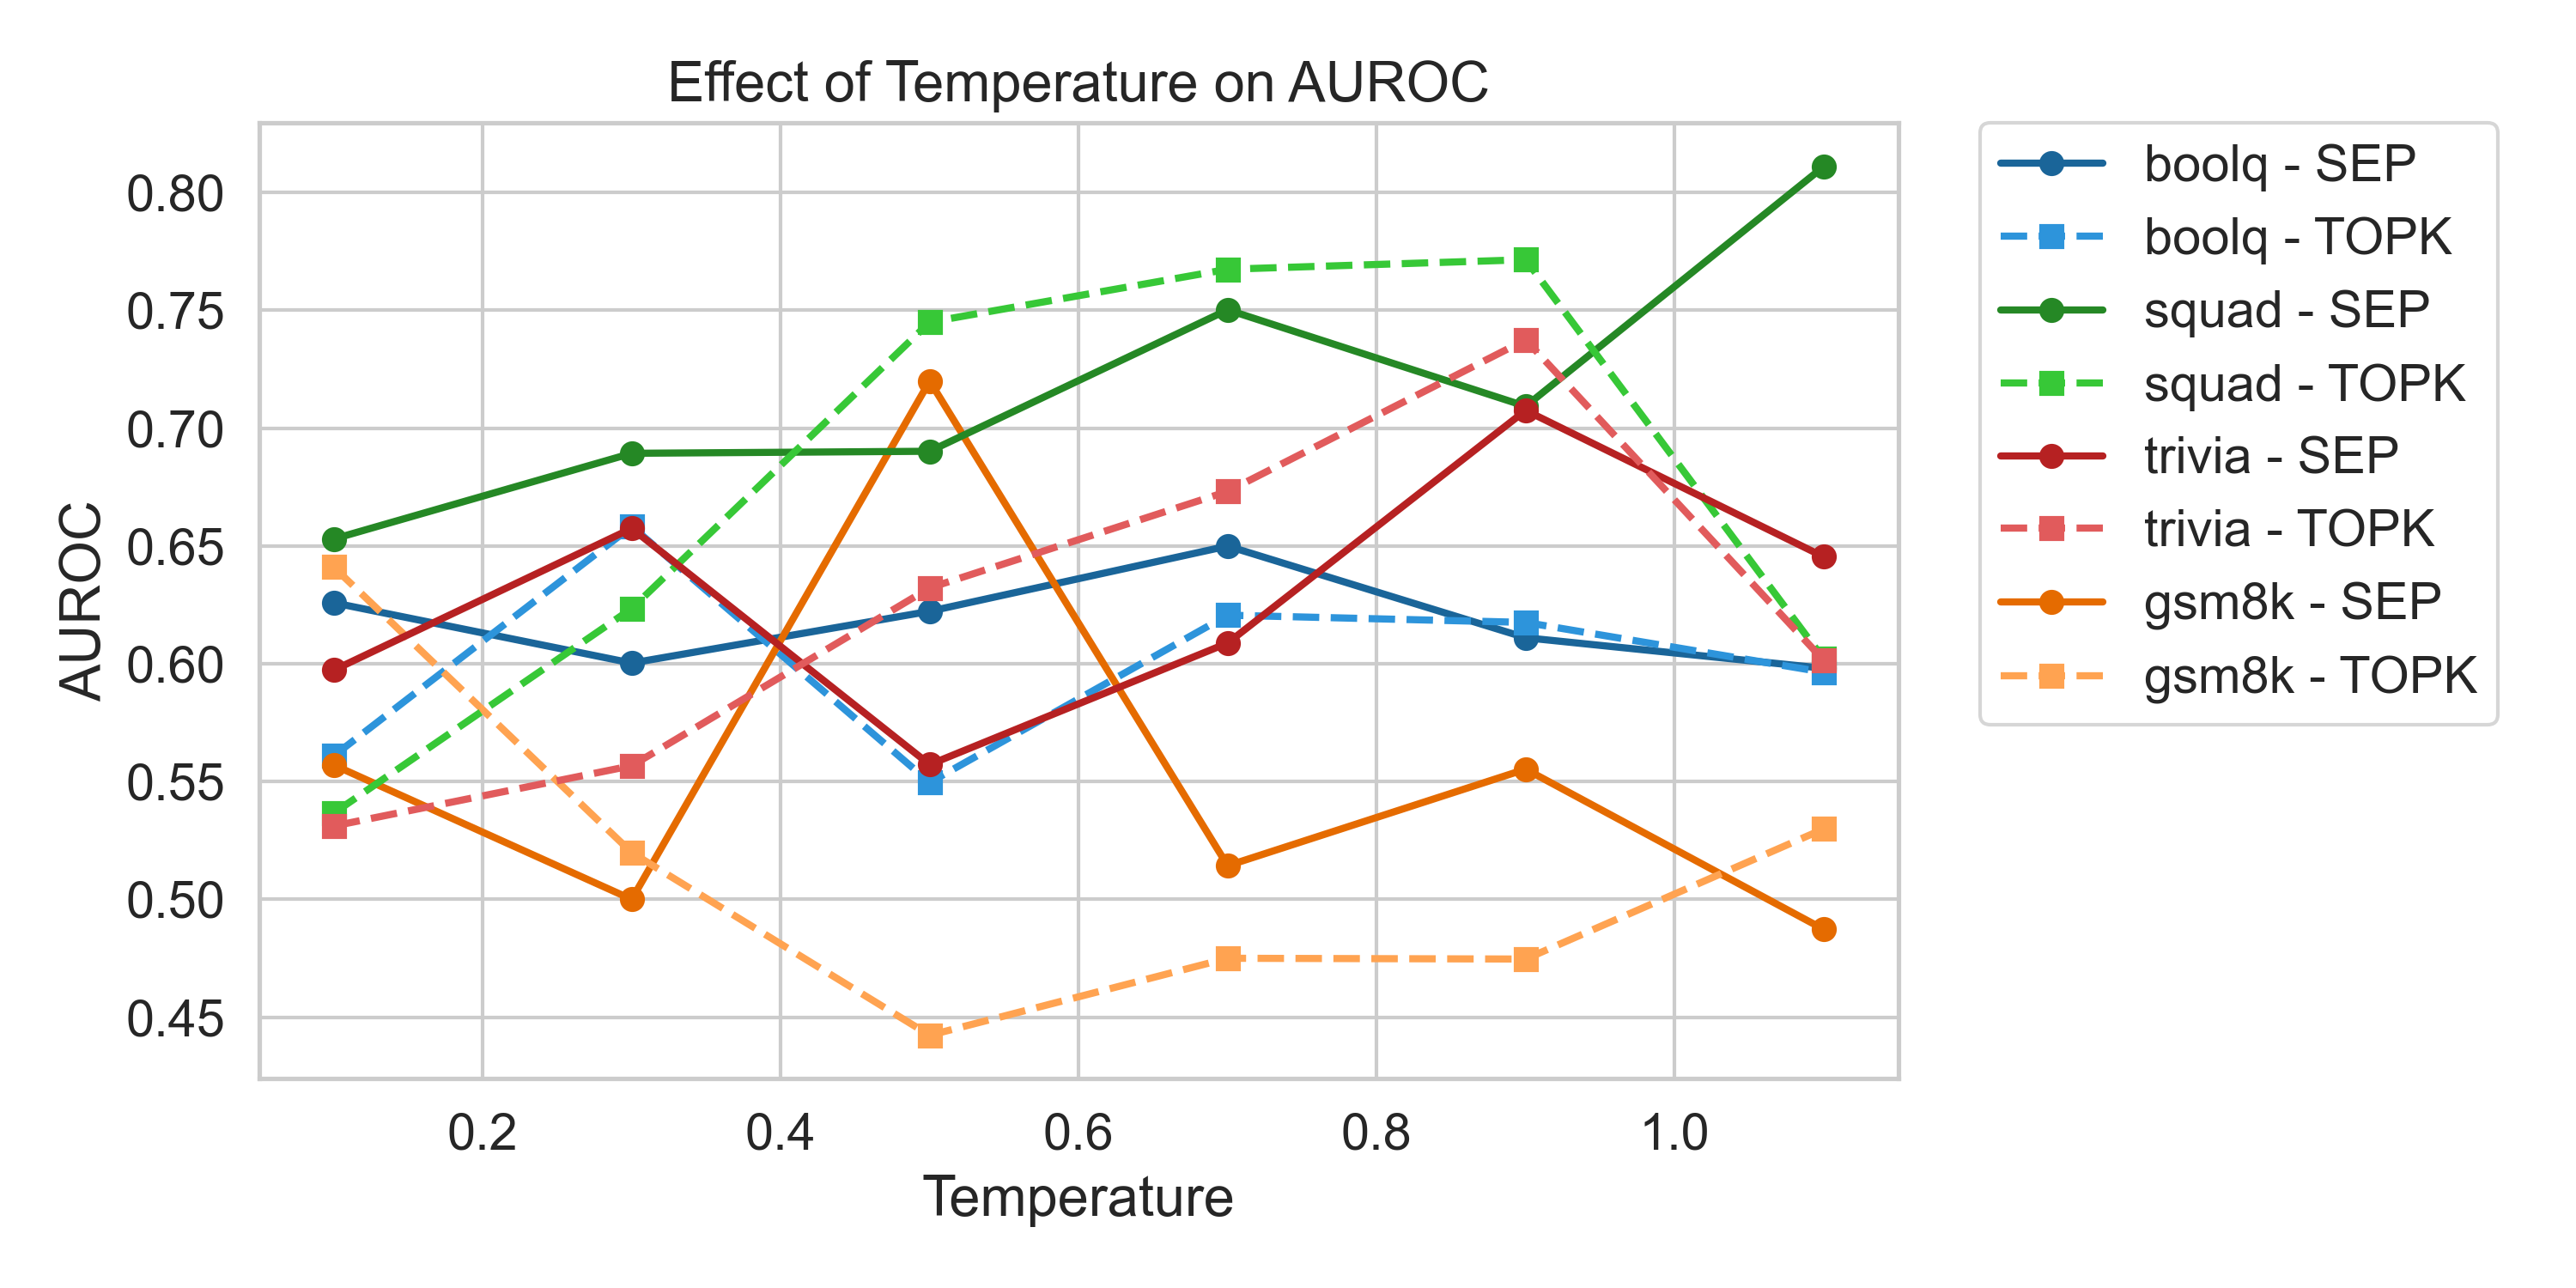 Effect of Temperature on AUROC
AUROC
0.80
0.75
0.70
0.65
0.60
0.55
0.50
0.45
0.2 0.4 0.6 0.8 1.0
Temperature
boolq - SEP
boolq - TOPK
squad - SEP
squad - TOPK
trivia - SEP
trivia - TOPK
gsm8k - SEP
gsm8k - TOPK